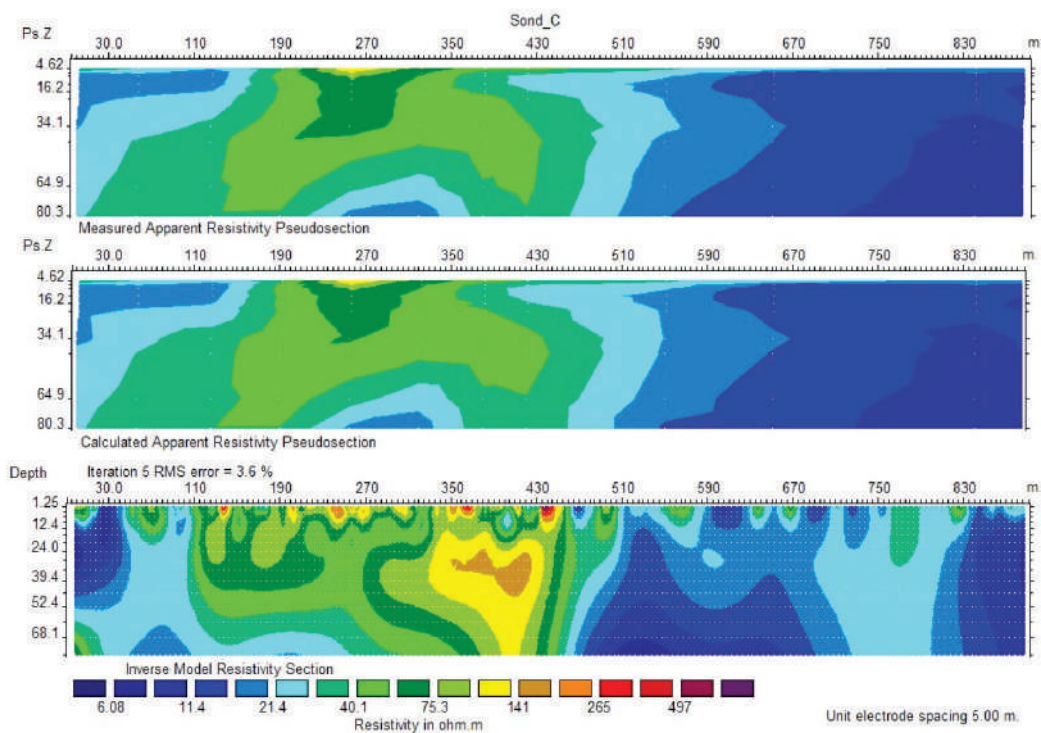 Sond_C
Ps.Z 30.0 110 190 270 350 430 510 590 670 750 830 m.
4.62
16.2
34.1
64.9
80.3
Measured Apparent Resistivity Pseudosection
Ps.Z 30.0 110 190 270 350 430 510 590 670 750 830 m.
4.62
16.2
34.1
64.9
80.3
Calculated Apparent Resistivity Pseudosection
Depth Iteration 5 RMS error = 3.6 %
30.0 110 190 270 350 430 510 590 670 750 830 m.
1.25
12.4
24.0
39.4
52.4
68.1
Inverse Model Resistivity Section
6.08 11.4 21.4 40.1 75.3 141 265 497
Resistivity in ohm.m
Unit electrode spacing 5.00 m.